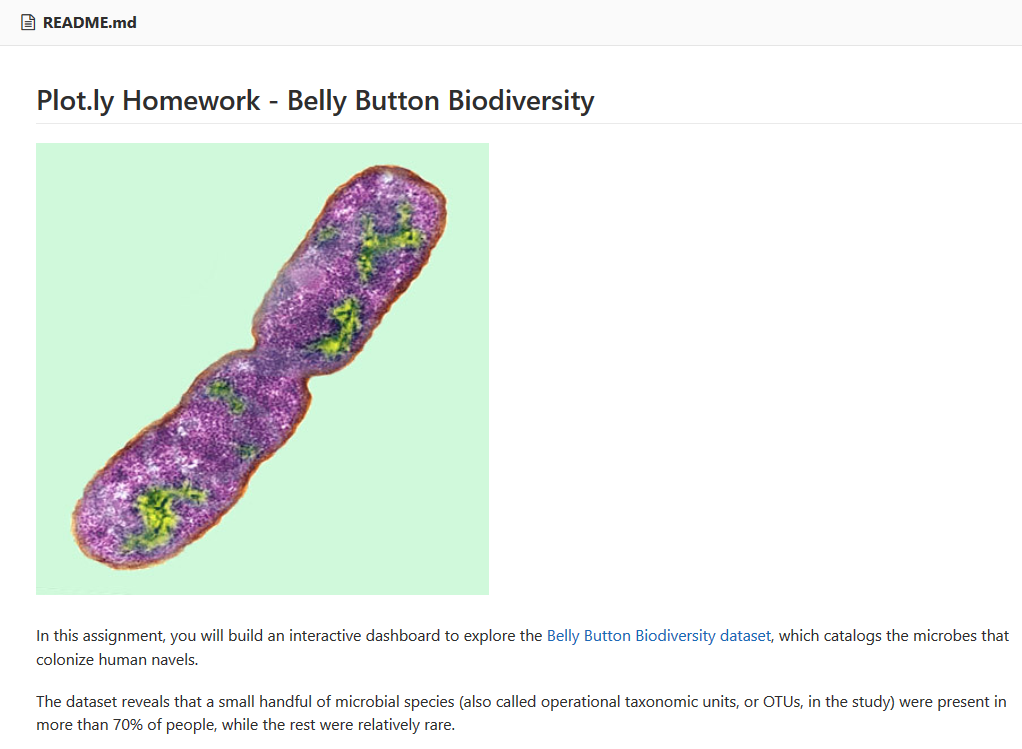 README.md
Plot.ly Homework - Belly Button Biodiversity
In this assignment, you will build an interactive dashboard to explore the Belly Button Biodiversity dataset, which catalogs the microbes that
colonize human navels.
The dataset reveals that a small handful of microbial species (also called operational taxonomic units, or OTUs, in the study) were present in
more than 70% of people, while the rest were relatively rare.